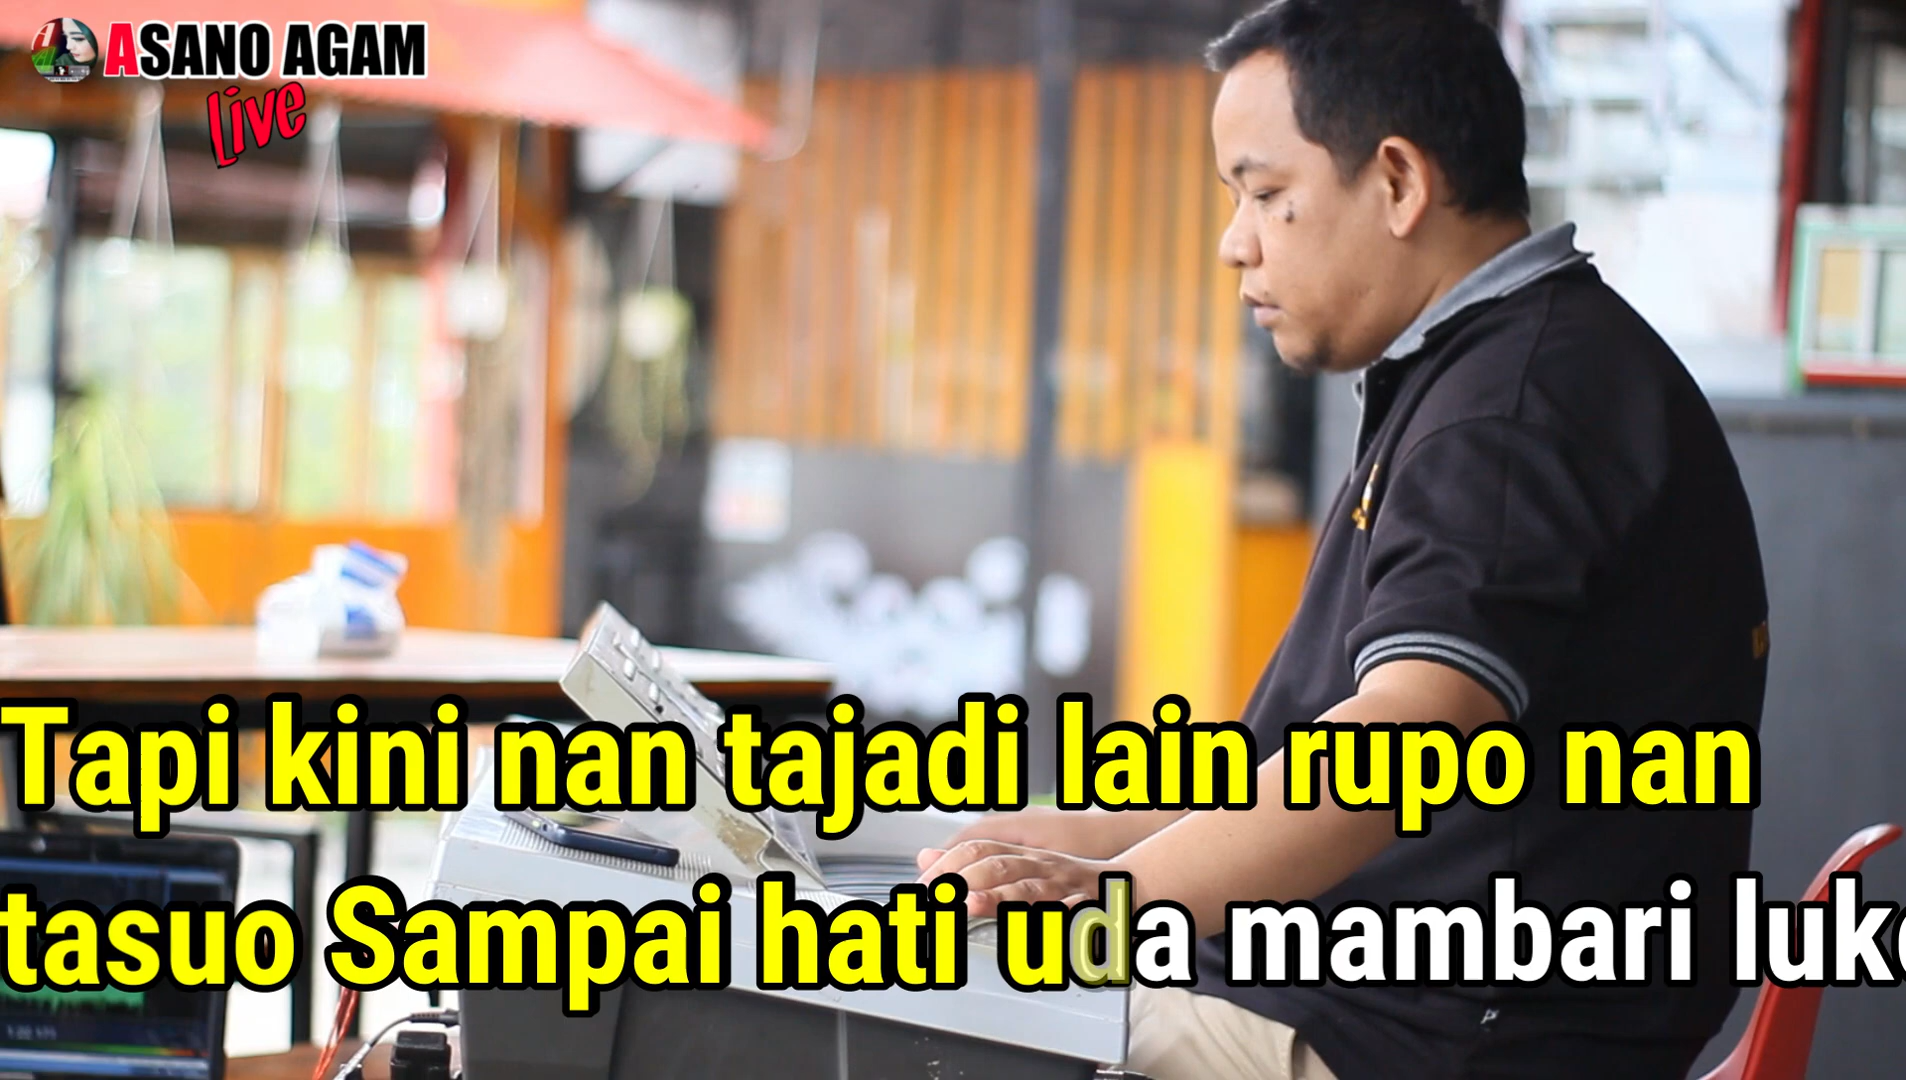 ASANO AGAM
Live
Tapi kini nan tajadi lain rupo nan
tasuo Sampai hati uda mambari